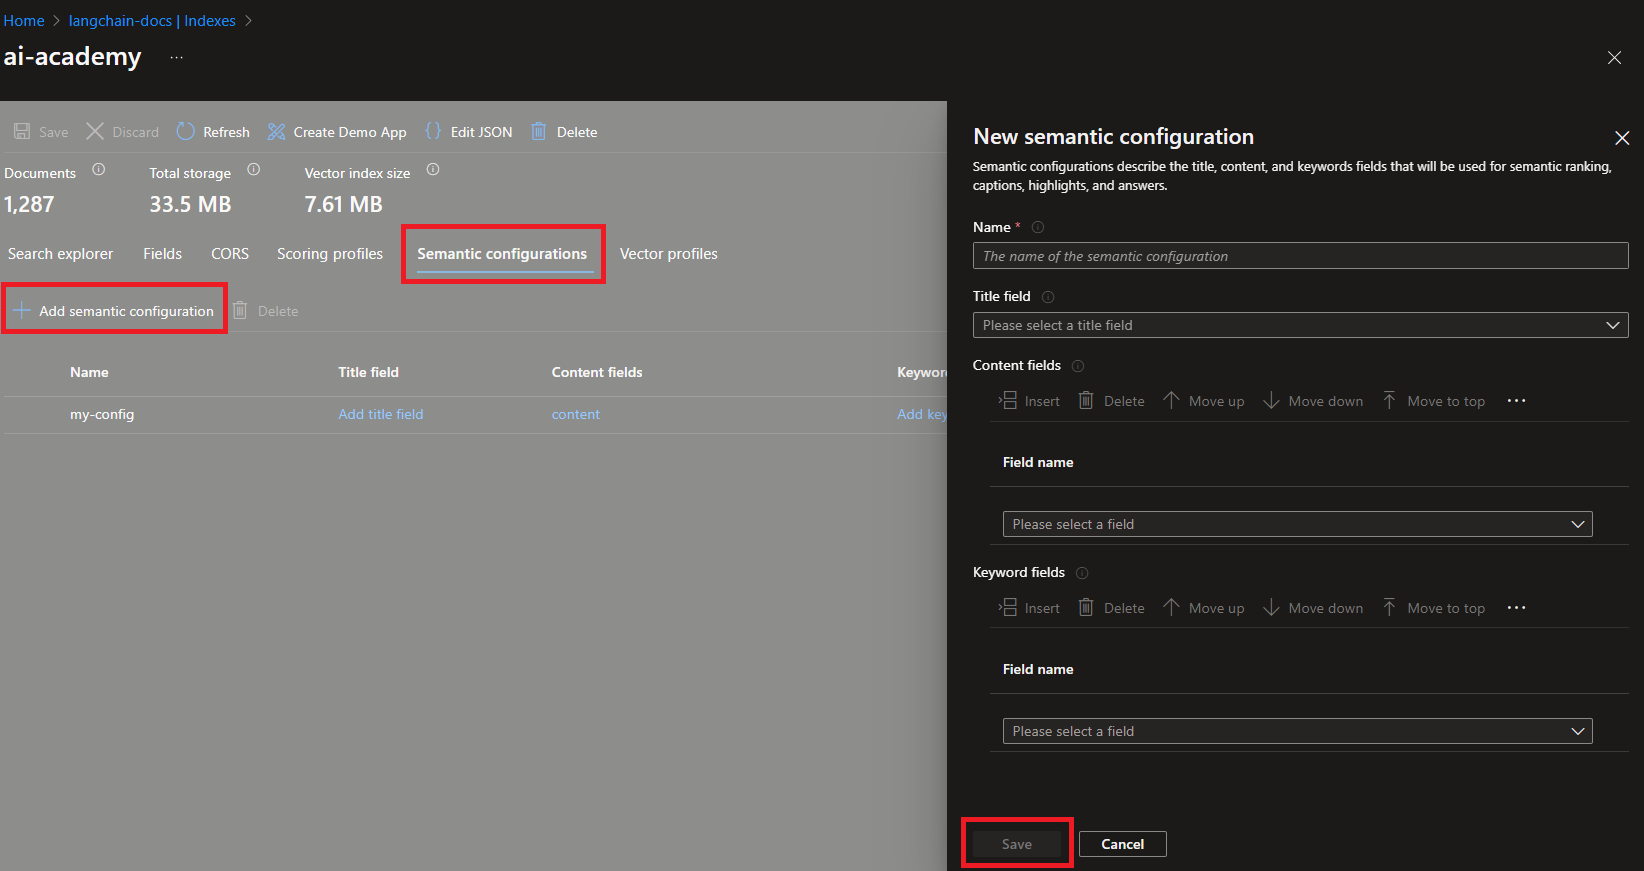 Home > langchain-docs | Indexes >
ai-academy ...
Save Discard Refresh Create Demo App Edit JSON Delete
Documents Total storage Vector index size
1,287 33.5 MB 7.61 MB
Search explorer Fields CORS Scoring profiles Semantic configurations Vector profiles
Add semantic configuration Delete
Name Title field Content fields Keywor
my-config Add title field content Add key
New semantic configuration
Semantic configurations describe the title, content, and keywords fields that will be used for semantic ranking,
captions, highlights, and answers.
Name *
The name of the semantic configuration
Title field
Please select a title field
Content fields
Insert Delete Move up Move down Move to top ...
Field name
Please select a field
Keyword fields
Insert Delete Move up Move down Move to top ...
Field name
Please select a field
Save Cancel